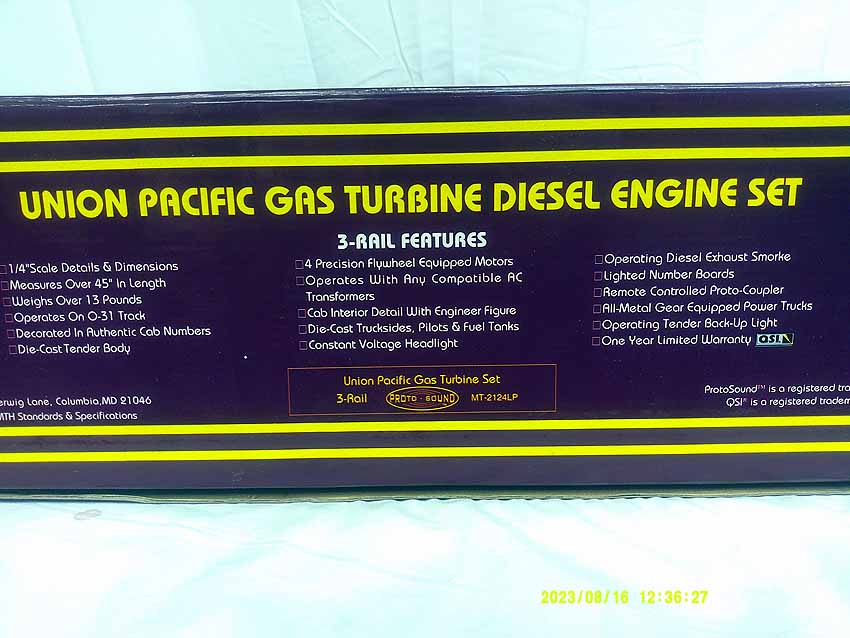 UNION PACIFIC GAS TURBINE DIESEL ENGINE SET
3-RAIL FEATURES
1/4"Scale Details & Dimensions
Measures Over 45" In Length
Weighs Over 13 Pounds
Operates On O-31 Track
Decorated In Authentic Cab Numbers
Die-Cast Tender Body
4 Precision Flywheel Equipped Motors
Operates With Any Compatible AC
Transformers
Cab Interior Detail With Engineer Figure
Die-Cast Trucksides, Pilots & Fuel Tanks
Constant Voltage Headlight
Operating Diesel Exhaust Smorke
Lighted Number Boards
Remote Controlled Proto-Coupler
All-Metal Gear Equipped Power Trucks
Operating Tender Back-Up Light
One Year Limited Warranty QSI
Lane, Columbia, MD 21046
MTH Standards & Specifications
Union Pacific Gas Turbine Set
3-Rail PROTO-SOUND MT-2124LP
ProtoSound™ is a registered
QSI® is a registered
2023/08/16 12:36:27